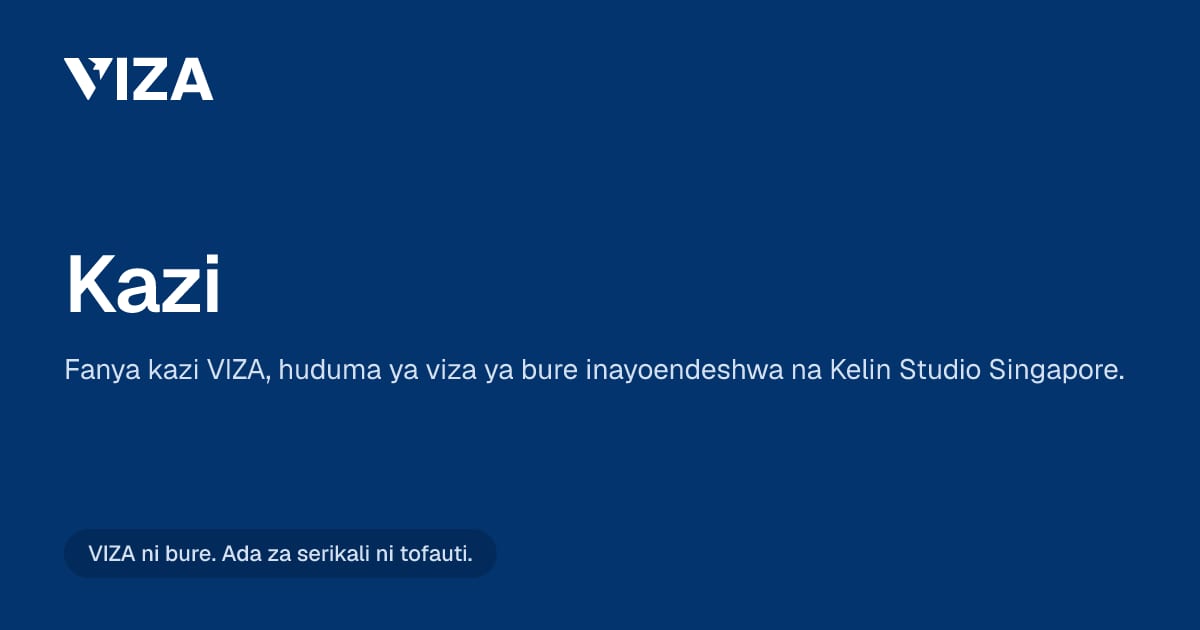 VIZA
Kazi
Fanya kazi VIZA, huduma ya viza ya bure inayoendeshwa na Kelin Studio Singapore.
VIZA ni bure. Ada za serikali ni tofauti.